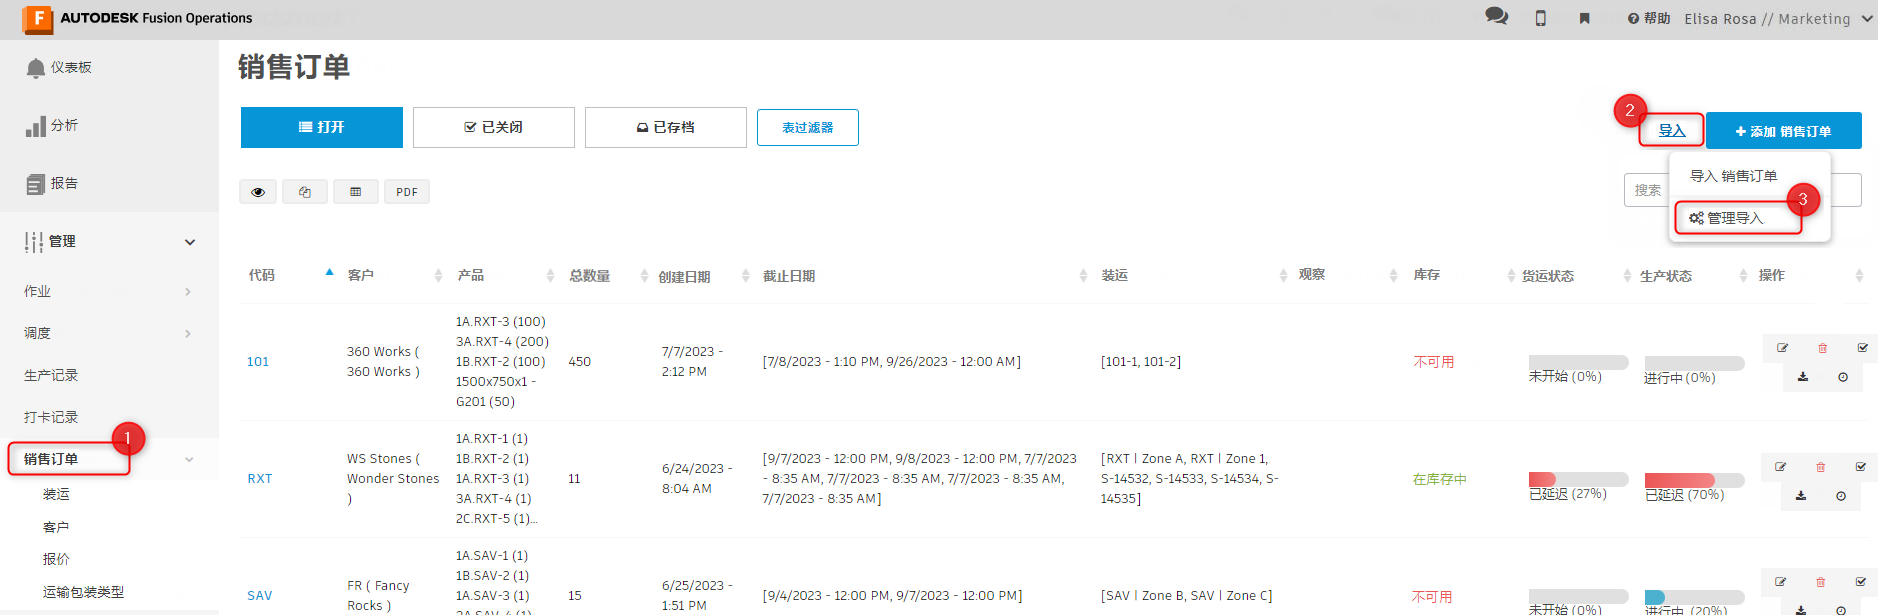 F AUTODESK Fusion Operations
帮助
Elisa Rosa // Marketing
仪表板
分析
报告
管理
作业
调度
生产记录
打卡记录
1
销售订单
装运
客户
报价
运输包装类型
销售订单
打开
已关闭
已存档
表过滤器
2
导入
添加 销售订单
导入 销售订单
3
管理导入
搜索
PDF
代码 客户 产品 总数量 创建日期 截止日期 装运 观察 库存 货运状态 生产状态 操作
101
360 Works (
360 Works )
1A.RXT-3 (100)
3A.RXT-4 (200)
1B.RXT-2 (100)
1500x750x1 -
G201 (50)
450
7/7/2023 -
2:12 PM
[7/8/2023 - 1:10 PM, 9/26/2023 - 12:00 AM]
[101-1, 101-2]
不可用
未开始 (0%)
进行中 (0%)
RXT
WS Stones (
Wonder Stones
)
1A.RXT-1 (1)
1B.RXT-2 (1)
1A.RXT-3 (1)
3A.RXT-4 (1)
2C.RXT-5 (1)...
11
6/24/2023 -
8:04 AM
[9/7/2023 - 12:00 PM, 9/8/2023 - 12:00 PM, 7/7/2023
- 8:35 AM, 7/7/2023 - 8:35 AM, 7/7/2023 - 8:35 AM,
7/7/2023 - 8:35 AM]
[RXT | Zone A, RXT | Zone 1,
S-14532, S-14533, S-14534, S-
14535]
在库存中
已延迟 (27%)
已延迟 (70%)
SAV
FR ( Fancy
Rocks )
1A.SAV-1 (1)
1B.SAV-2 (1)
1A.SAV-3 (1)
2A.SAV-4 (1)
15
6/25/2023 -
1:51 PM
[9/4/2023 - 12:00 PM, 9/7/2023 - 12:00 PM]
[SAV | Zone B, SAV | Zone C]
不可用
未开始 (0%)
进行中 (20%)